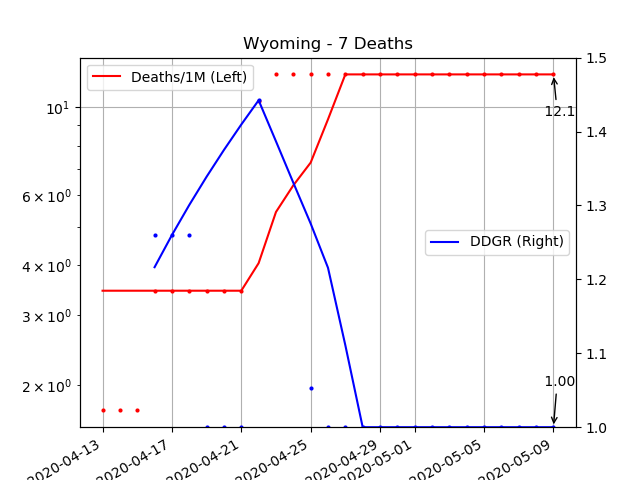 Wyoming - 7 Deaths
Deaths/1M (Left)
DDGR (Right)
10¹
6 × 10⁰
4 × 10⁰
3 × 10⁰
2 × 10⁰
1.5
1.4
1.3
1.2
1.1
1.0
12.1
1.00
2020-04-13
2020-04-17
2020-04-21
2020-04-25
2020-04-29
2020-05-01
2020-05-05
2020-05-09